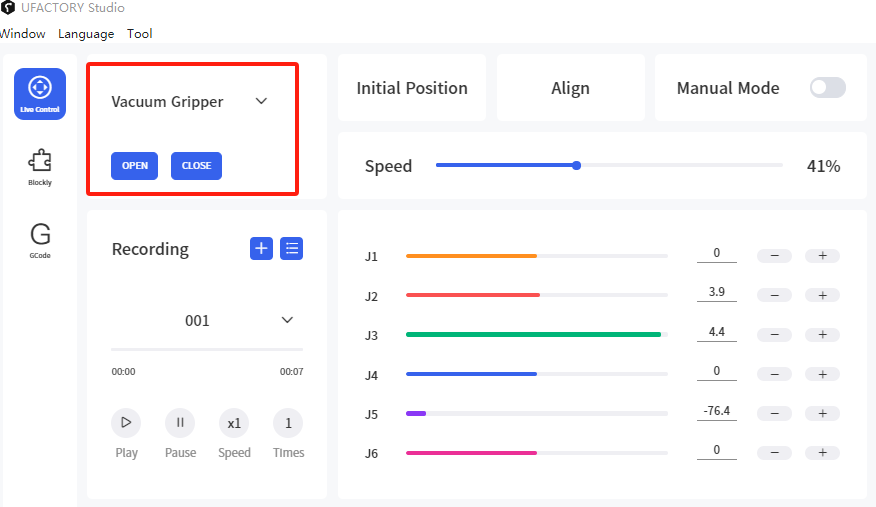 UFACTORY Studio
Window Language Tool
Live Control
Blockly
G
GCode
Vacuum Gripper
OPEN CLOSE
Initial Position
Align
Manual Mode
Speed 41%
Recording
001
00:00 00:07
x1 1
Play Pause Speed Times
J1 0 − +
J2 3.9 − +
J3 4.4 − +
J4 0 − +
J5 -76.4 − +
J6 0 − +